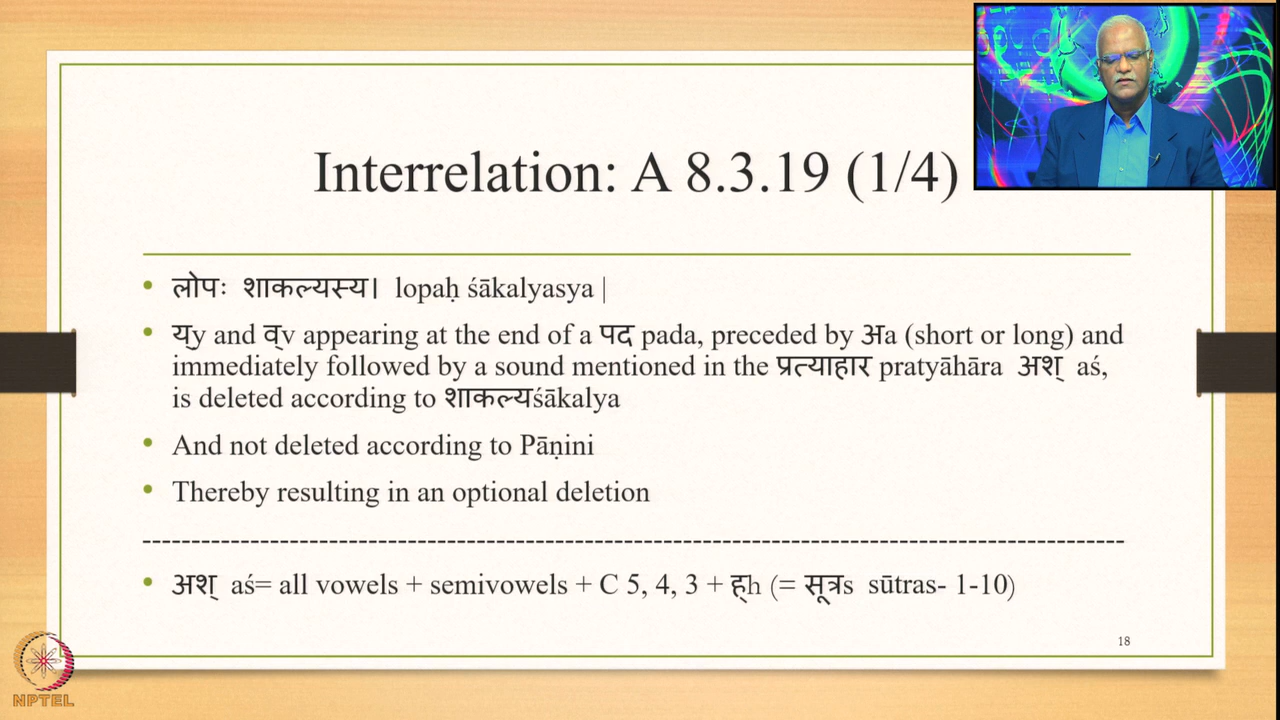 Interrelation: A 8.3.19 (1/4)
• लोपः शाकल्यस्य। lopaḥ śākalyasya |
• य्y and व्v appearing at the end of a पद pada, preceded by अa (short or long) and
immediately followed by a sound mentioned in the प्रत्याहार pratyāhāra अश् aś,
is deleted according to शाकल्यśākalya
• And not deleted according to Pāṇini
• Thereby resulting in an optional deletion
--------------------------------------------------------------------------------------------
• अश् aś= all vowels + semivowels + C 5, 4, 3 + ह्h (= सूत्रs sūtras- 1-10)
18
NPTEL